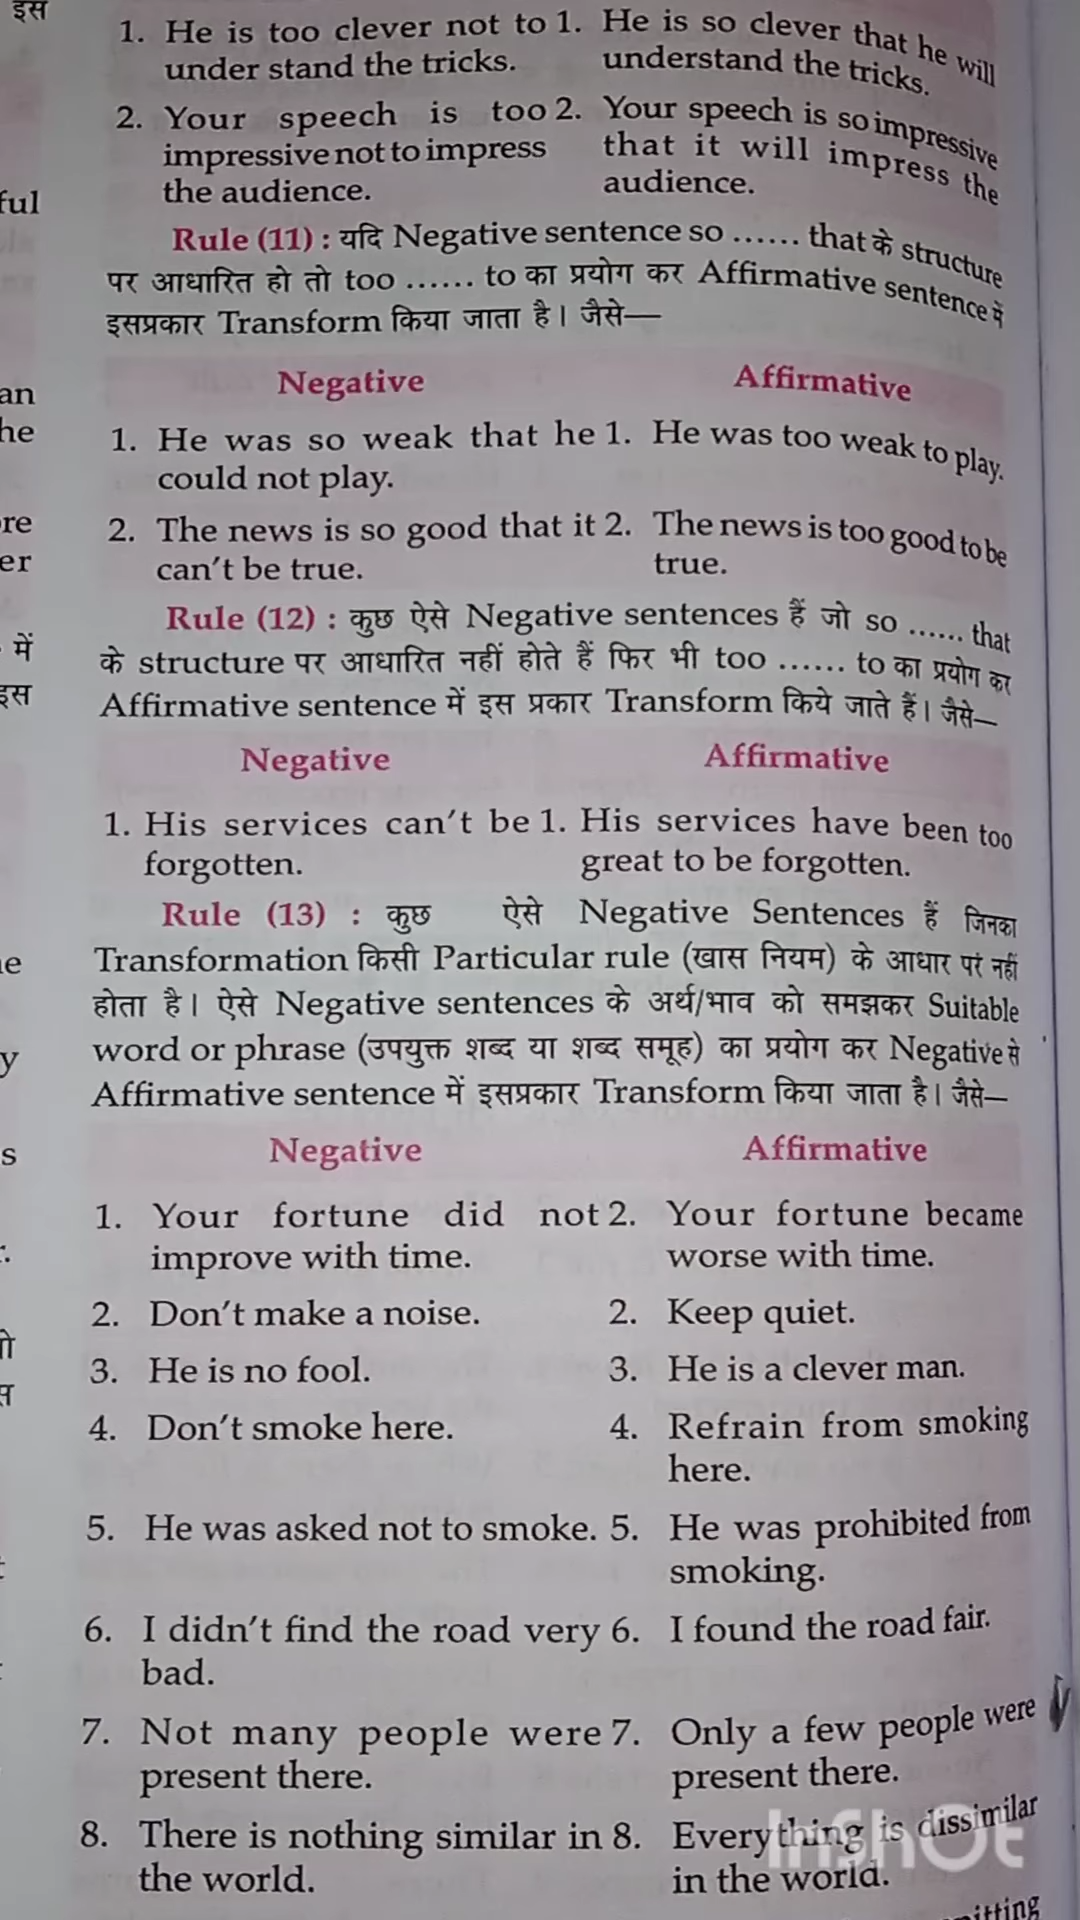 इस
1. He is too clever not to 1. He is so clever that he will
under stand the tricks. understand the tricks.
2. Your speech is too 2. Your speech is so impressive
impressive not to impress that it will impress the
the audience. audience.
ful
Rule (11) : यदि Negative sentence so ...... that के structure
पर आधारित हो तो too ...... to का प्रयोग कर Affirmative sentence में
इसप्रकार Transform किया जाता है। जैसे—
Negative Affirmative
an
he
1. He was so weak that he 1. He was too weak to play.
could not play.
re
2. The news is so good that it 2. The news is too good to be
er
can't be true. true.
Rule (12) : कुछ ऐसे Negative sentences हैं जो so ...... that
में
के structure पर आधारित नहीं होते हैं फिर भी too ...... to का प्रयोग कर
इस
Affirmative sentence में इस प्रकार Transform किये जाते हैं। जैसे—
Negative Affirmative
1. His services can't be 1. His services have been too
forgotten. great to be forgotten.
Rule (13) : कुछ ऐसे Negative Sentences हैं जिनका
Transformation किसी Particular rule (खास नियम) के आधार पर नहीं
होता है। ऐसे Negative sentences के अर्थ/भाव को समझकर Suitable
word or phrase (उपयुक्त शब्द या शब्द समूह) का प्रयोग कर Negative से
y
Affirmative sentence में इसप्रकार Transform किया जाता है। जैसे—
s
Negative Affirmative
1. Your fortune did not 2. Your fortune became
improve with time. worse with time.
2. Don't make a noise. 2. Keep quiet.
3. He is no fool. 3. He is a clever man.
4. Don't smoke here. 4. Refrain from smoking
here.
5. He was asked not to smoke. 5. He was prohibited from
smoking.
6. I didn't find the road very 6. I found the road fair.
bad.
7. Not many people were 7. Only a few people were
present there. present there.
8. There is nothing similar in 8. Everything is dissimilar
the world. in the world.
InShOt